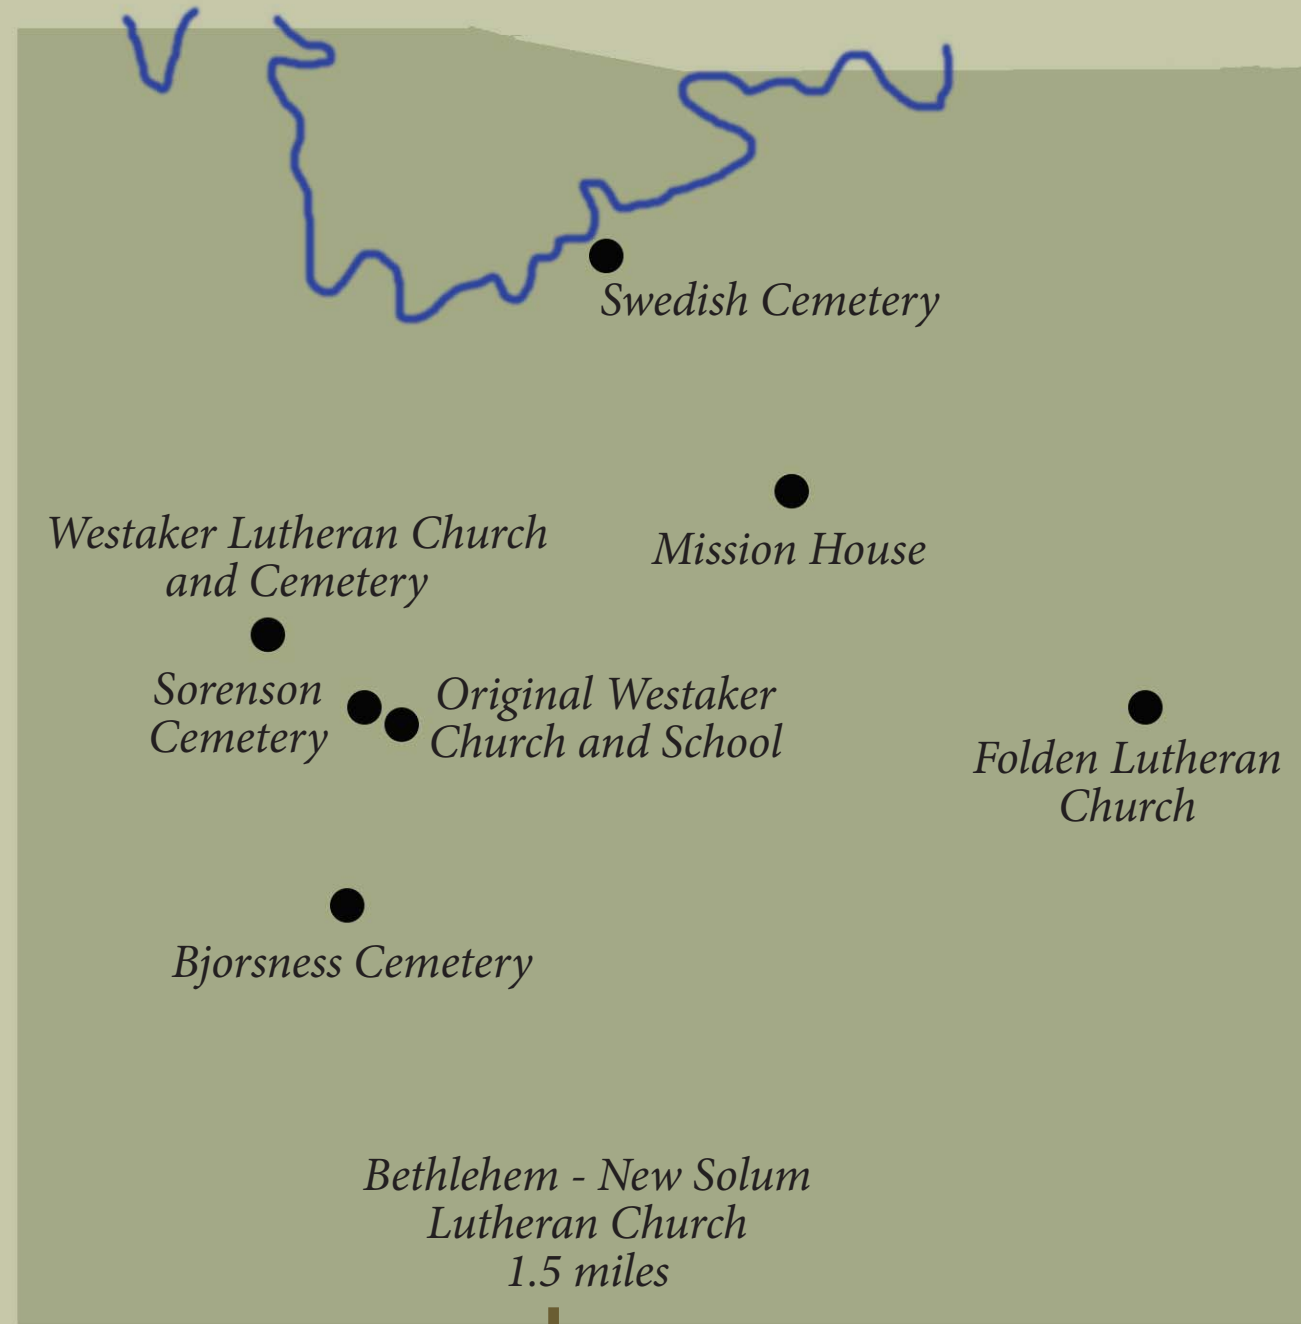 Swedish Cemetery
Mission House
Westaker Lutheran Church
and Cemetery
Sorenson
Cemetery
Original Westaker
Church and School
Folden Lutheran
Church
Bjorsness Cemetery
Bethlehem - New Solum
Lutheran Church
1.5 miles